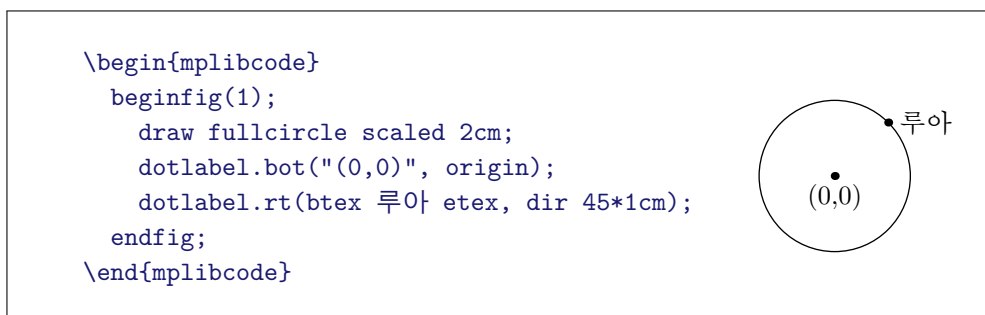 \begin{mplibcode}
  beginfig(1);
    draw fullcircle scaled 2cm;
    dotlabel.bot("(0,0)", origin);
    dotlabel.rt(btex 루아 etex, dir 45*1cm);
  endfig;
\end{mplibcode}
루아
(0,0)